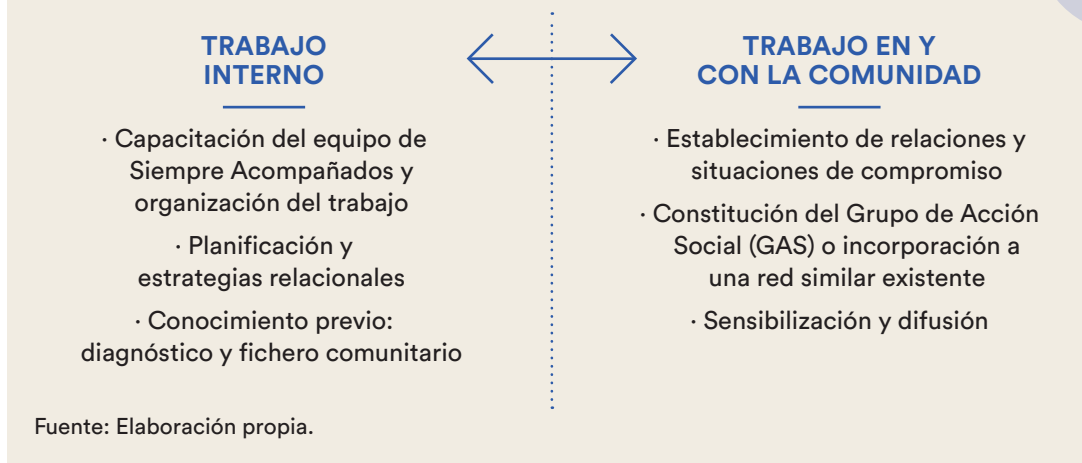 TRABAJO
INTERNO
· Capacitación del equipo de
Siempre Acompañados y
organización del trabajo
· Planificación y
estrategias relacionales
· Conocimiento previo:
diagnóstico y fichero comunitario
TRABAJO EN Y
CON LA COMUNIDAD
· Establecimiento de relaciones y
situaciones de compromiso
· Constitución del Grupo de Acción
Social (GAS) o incorporación a
una red similar existente
· Sensibilización y difusión
Fuente: Elaboración propia.